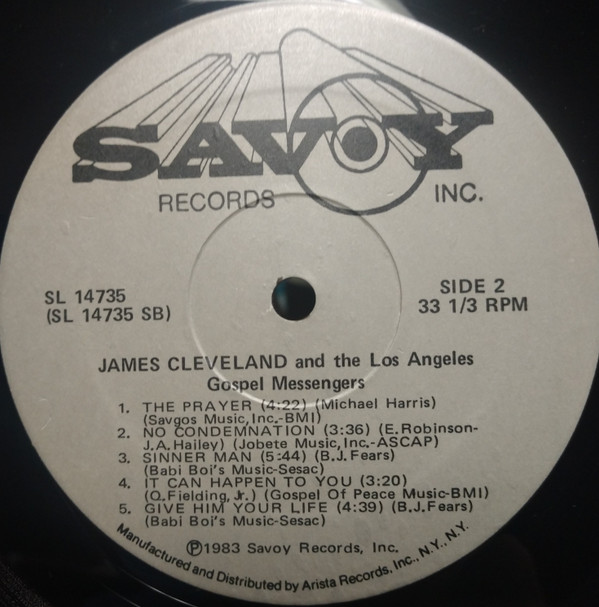 SAVOY
RECORDS INC.
SL 14735
(SL 14735 SB)
SIDE 2
33 1/3 RPM
JAMES CLEVELAND and the Los Angeles
Gospel Messengers
1. THE PRAYER (4:22) (Michael Harris)
(Savgos Music, Inc.-BMI)
2. NO CONDEMNATION (3:36) (E. Robinson-
J.A. Hailey) (Jobete Music, Inc.-ASCAP)
3. SINNER MAN (5:44) (B.J. Fears)
(Babi Boi's Music-Sesac)
4. IT CAN HAPPEN TO YOU (3:20)
(O. Fielding, Jr.) (Gospel Of Peace Music-BMI)
5. GIVE HIM YOUR LIFE (4:39) (B.J. Fears)
(Babi Boi's Music-Sesac)
℗1983 Savoy Records, Inc.
Manufactured and Distributed by Arista Records, Inc., N.Y., N.Y.